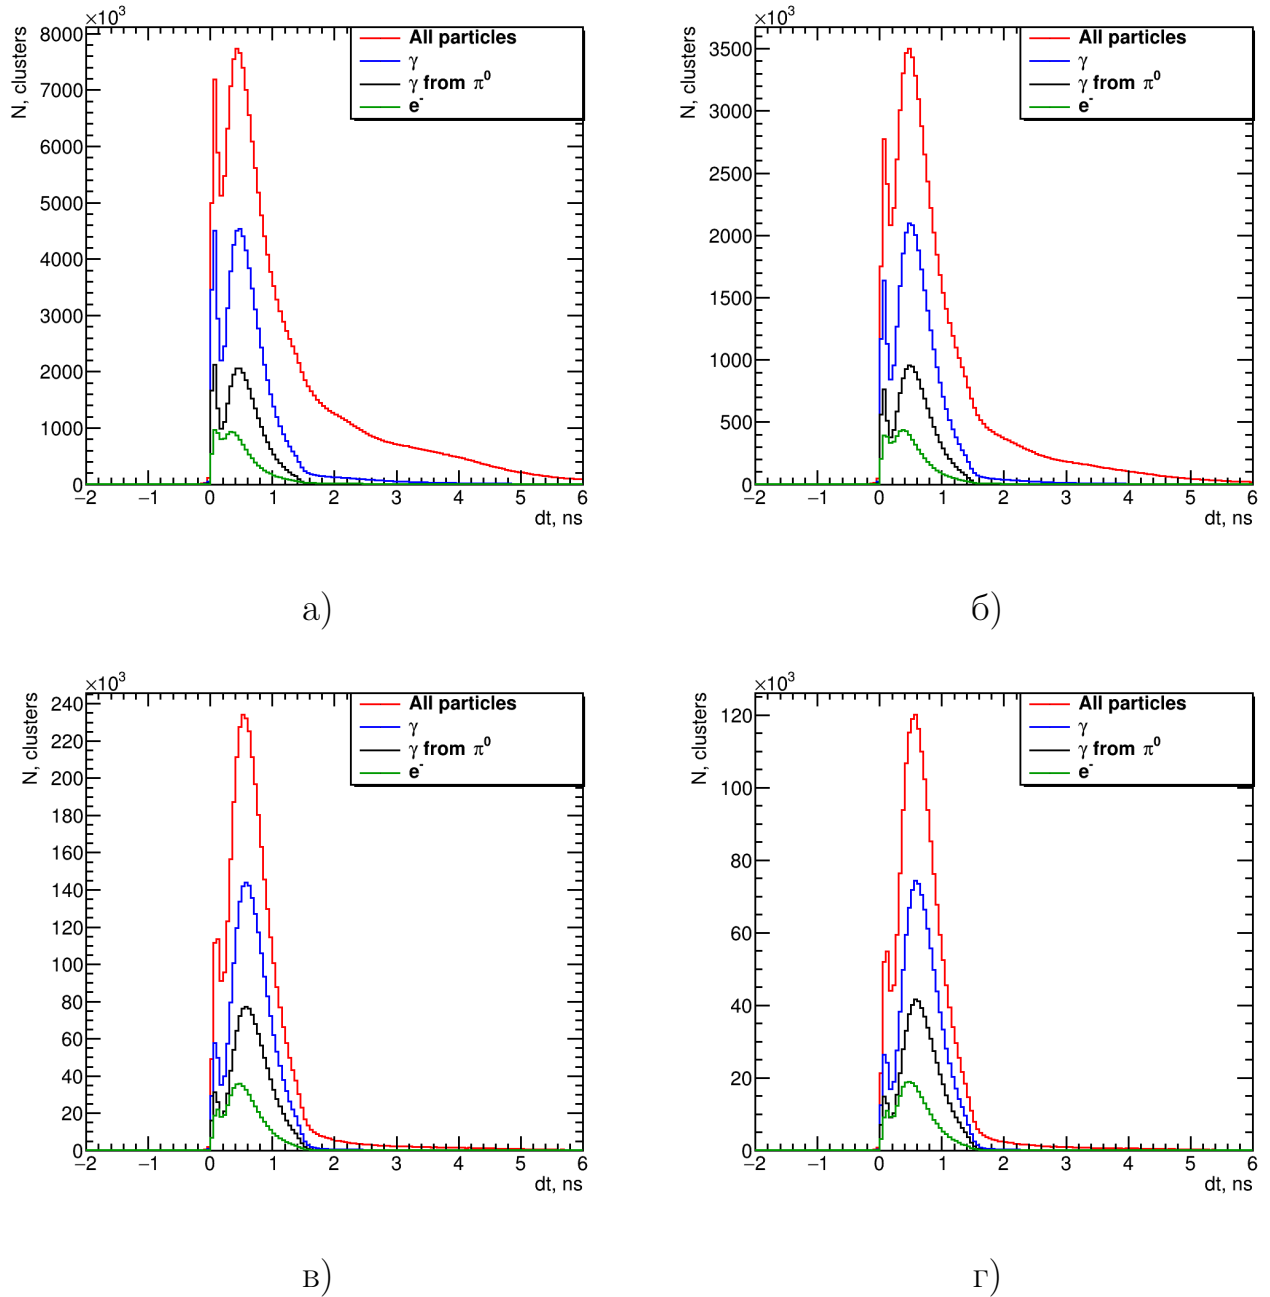 ×10³
N, clusters
8000
7000
6000
5000
4000
3000
2000
1000
0
−2 −1 0 1 2 3 4 5 6
dt, ns
All particles
γ
γ from π⁰
e⁻
а)
×10³
N, clusters
3500
3000
2500
2000
1500
1000
500
0
−2 −1 0 1 2 3 4 5 6
dt, ns
All particles
γ
γ from π⁰
e⁻
б)
×10³
N, clusters
240
220
200
180
160
140
120
100
80
60
40
20
0
−2 −1 0 1 2 3 4 5 6
dt, ns
All particles
γ
γ from π⁰
e⁻
в)
×10³
N, clusters
120
100
80
60
40
20
0
−2 −1 0 1 2 3 4 5 6
dt, ns
All particles
γ
γ from π⁰
e⁻
г)